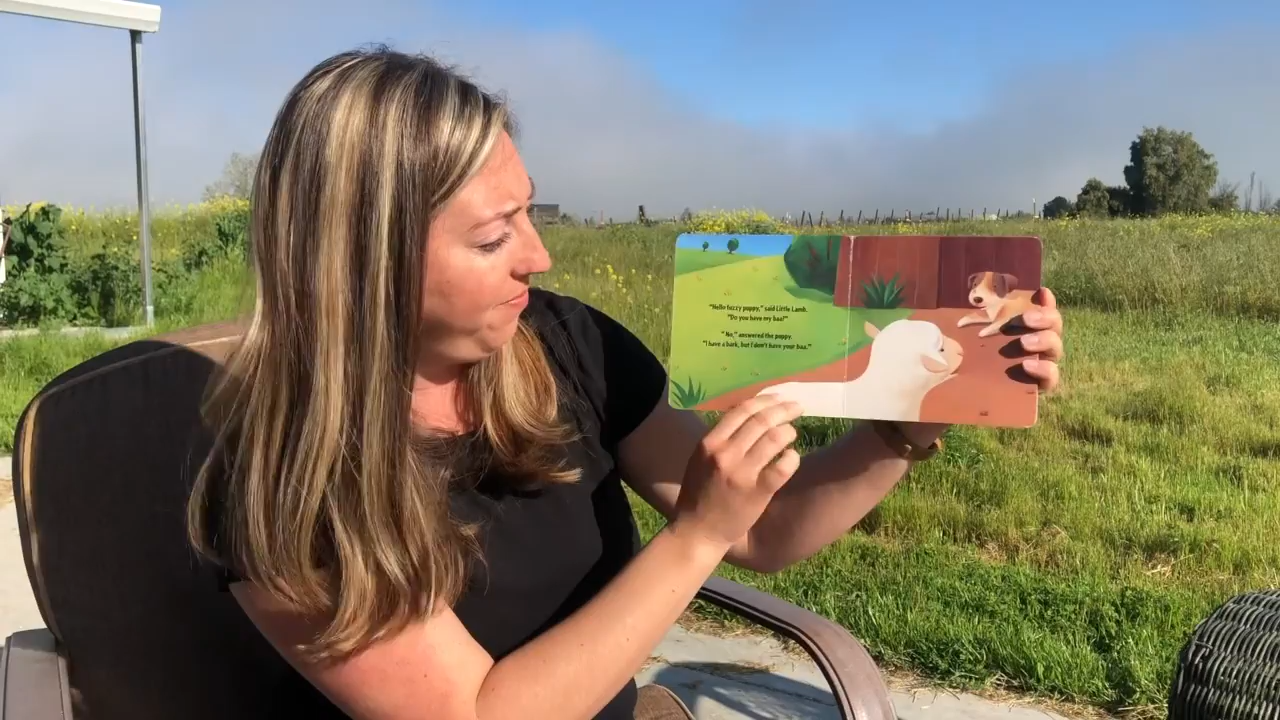 "Hello fuzzy puppy," said Little Lamb.
"Do you have my baa?"
"No," answered the puppy.
"I have a bark, but I don't have your baa."